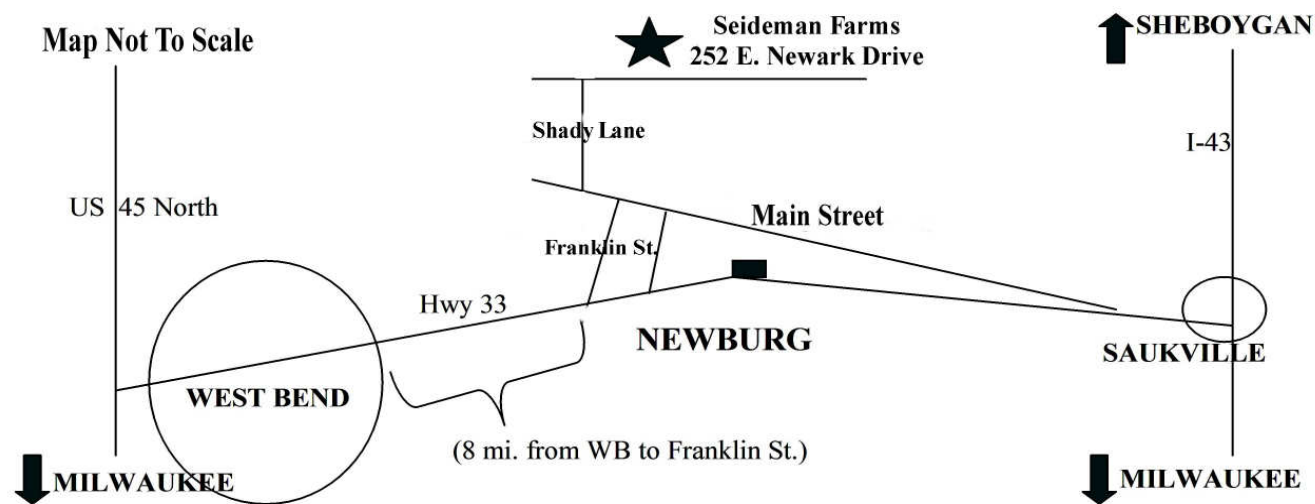 Map Not To Scale
Seideman Farms
252 E. Newark Drive
SHEBOYGAN
Shady Lane
I-43
US 45 North
Main Street
Franklin St.
Hwy 33
NEWBURG
SAUKVILLE
WEST BEND
(8 mi. from WB to Franklin St.)
MILWAUKEE
MILWAUKEE